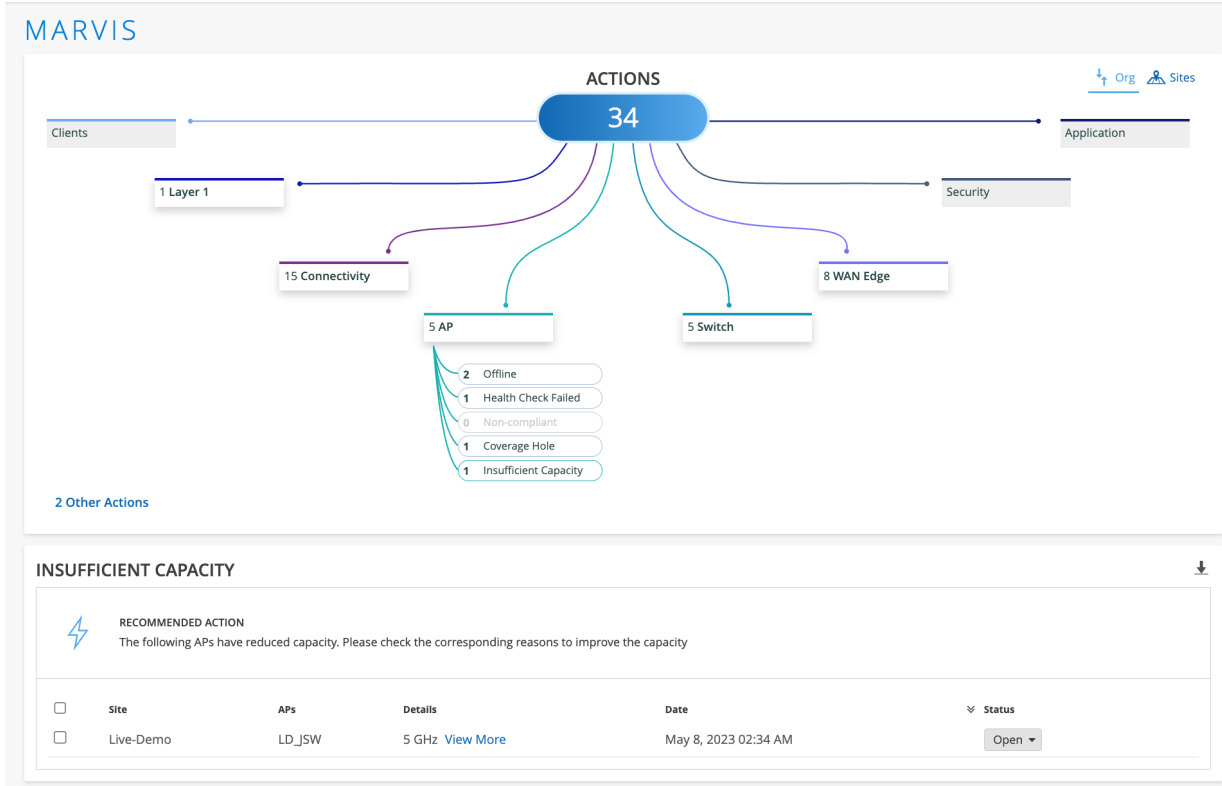 MARVIS
ACTIONS
Org Sites
34
Clients
Application
1 Layer 1
Security
15 Connectivity
8 WAN Edge
5 AP
5 Switch
2 Offline
1 Health Check Failed
0 Non-compliant
1 Coverage Hole
1 Insufficient Capacity
2 Other Actions
INSUFFICIENT CAPACITY
RECOMMENDED ACTION
The following APs have reduced capacity. Please check the corresponding reasons to improve the capacity
Site APs Details Date Status
Live-Demo LD_JSW 5 GHz View More May 8, 2023 02:34 AM Open